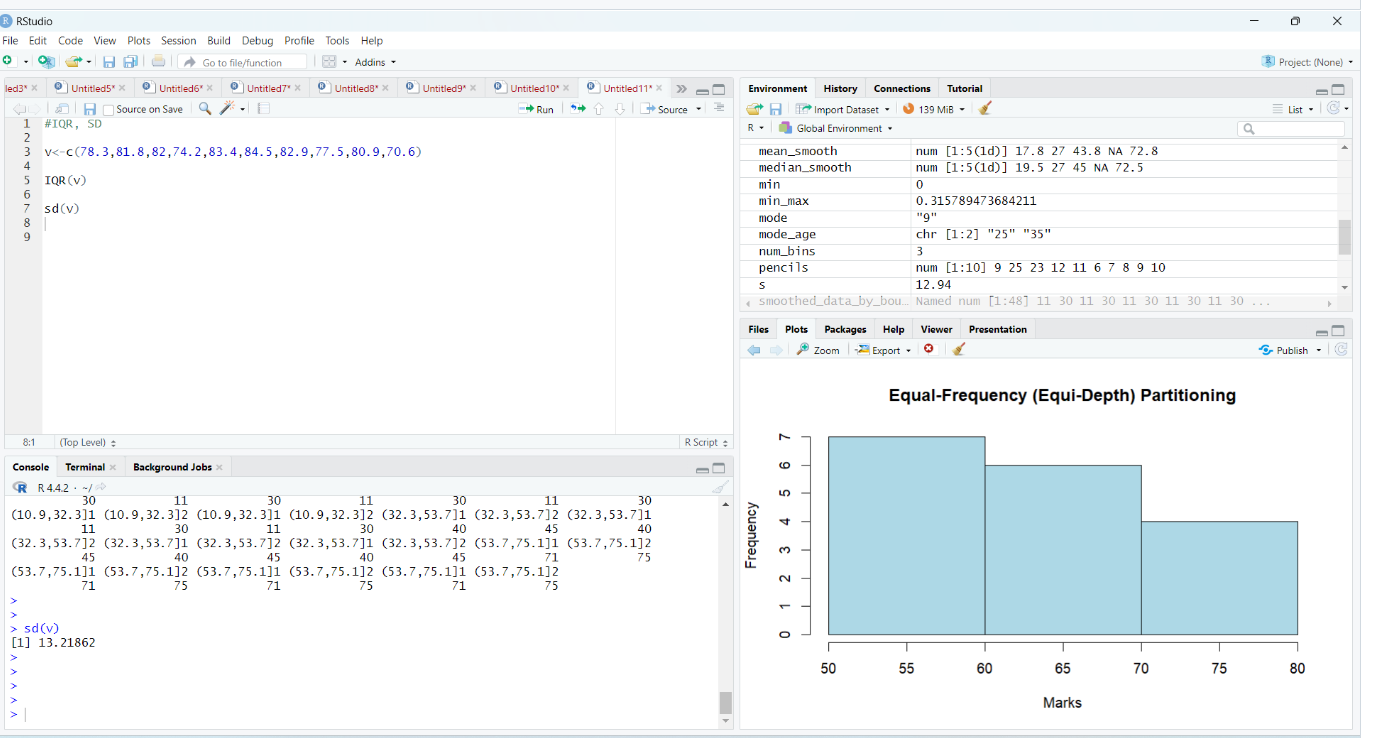 RStudio
File Edit Code View Plots Session Build Debug Profile Tools Help
Go to file/function Addins Project: (None)
led3* Untitled5* Untitled6* Untitled7* Untitled8* Untitled9* Untitled10* Untitled11*
Source on Save Run Source
1 #IQR, SD
2
3 v<-c(78.3,81.8,82,74.2,83.4,84.5,82.9,77.5,80.9,70.6)
4
5 IQR(v)
6
7 sd(v)
8
9
8:1 (Top Level) R Script
Console Terminal Background Jobs
R R 4.4.2 · ~/
30 11 30 11 30 11 30
(10.9,32.3]1 (10.9,32.3]2 (10.9,32.3]1 (10.9,32.3]2 (32.3,53.7]1 (32.3,53.7]2 (32.3,53.7]1
11 30 11 30 40 45 40
(32.3,53.7]2 (32.3,53.7]1 (32.3,53.7]2 (32.3,53.7]1 (32.3,53.7]2 (53.7,75.1]1 (53.7,75.1]2
45 40 45 40 45 71 75
(53.7,75.1]1 (53.7,75.1]2 (53.7,75.1]1 (53.7,75.1]2 (53.7,75.1]1 (53.7,75.1]2
71 75 71 75 71 75
>
>
> sd(v)
[1] 13.21862
>
>
>
>
>
Environment History Connections Tutorial
Import Dataset 139 MiB List
R Global Environment
mean_smooth num [1:5(1d)] 17.8 27 43.8 NA 72.8
median_smooth num [1:5(1d)] 19.5 27 45 NA 72.5
min 0
min_max 0.315789473684211
mode "9"
mode_age chr [1:2] "25" "35"
num_bins 3
pencils num [1:10] 9 25 23 12 11 6 7 8 9 10
s 12.94
smoothed_data_by_bou… Named num [1:48] 11 30 11 30 11 30 11 30 11 30 ...
Files Plots Packages Help Viewer Presentation
Zoom Export Publish
Equal-Frequency (Equi-Depth) Partitioning
Frequency
7
6
5
4
3
2
1
0
50 55 60 65 70 75 80
Marks